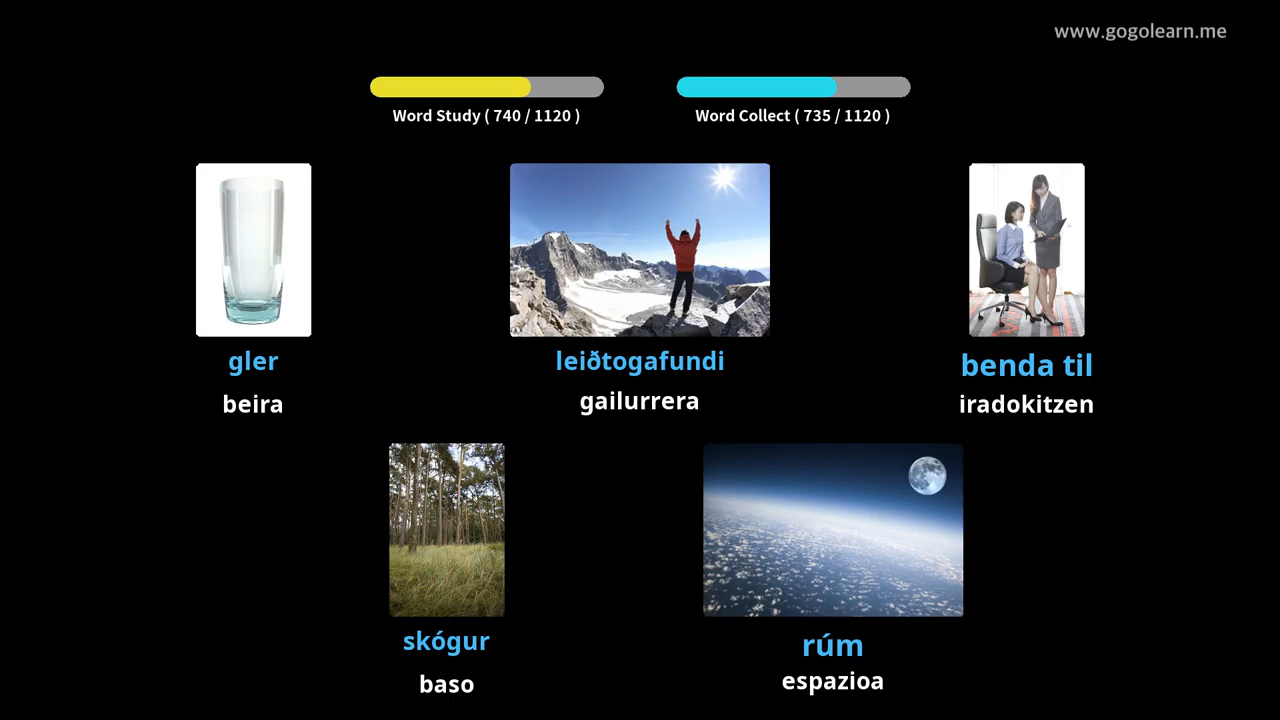 www.gogolearn.me
Word Study ( 740 / 1120 )
Word Collect ( 735 / 1120 )
gler
beira
leiðtogafundi
gailurrera
benda til
iradokitzen
skógur
baso
rúm
espazioa